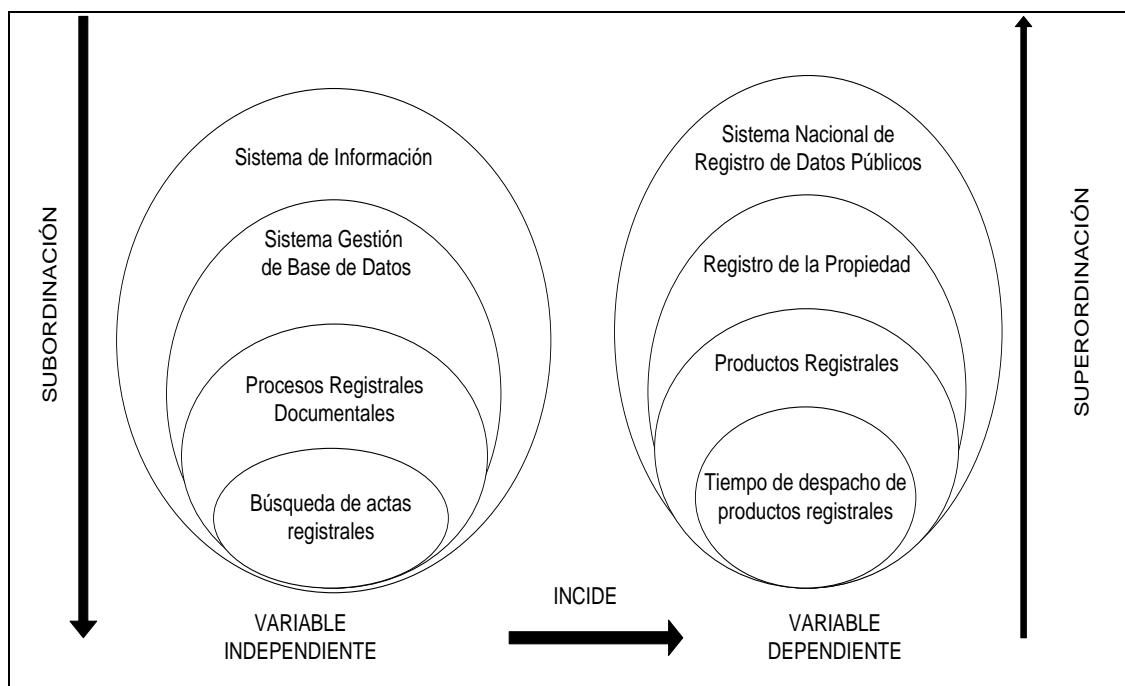 SUBORDINACIÓN
Sistema de Información
Sistema Gestión
de Base de Datos
Procesos Registrales
Documentales
Búsqueda de actas
registrales
VARIABLE
INDEPENDIENTE
INCIDE
Sistema Nacional de
Registro de Datos Públicos
Registro de la Propiedad
Productos Registrales
Tiempo de despacho de
productos registrales
VARIABLE
DEPENDIENTE
SUPERORDINACIÓN